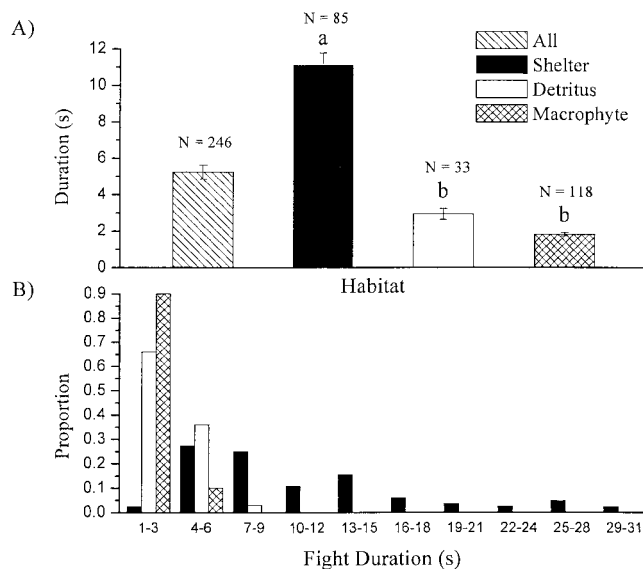 A)
N = 85
a
All
Shelter
Detritus
Macrophyte
12
10
8
6
4
2
0
Duration (s)
N = 246
N = 33
b
N = 118
b
Habitat
B)
0.9
0.8
0.7
0.6
0.5
0.4
0.3
0.2
0.1
0.0
Proportion
1-3 4-6 7-9 10-12 13-15 16-18 19-21 22-24 25-28 29-31
Fight Duration (s)